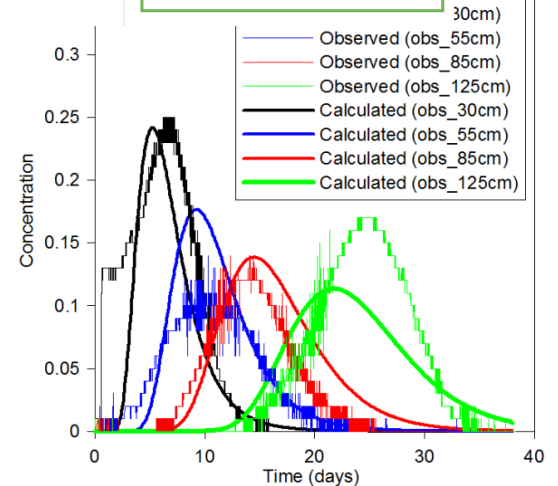 30cm)
Observed (obs_55cm)
Observed (obs_85cm)
Observed (obs_125cm)
Calculated (obs_30cm)
Calculated (obs_55cm)
Calculated (obs_85cm)
Calculated (obs_125cm)
0.3
0.25
0.2
0.15
0.1
0.05
0
Concentration
0 10 20 30 40
Time (days)